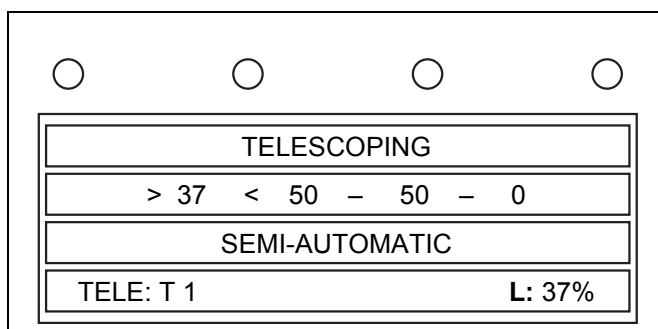 TELESCOPING
> 37 < 50 – 50 – 0
SEMI-AUTOMATIC
TELE: T 1 L: 37%